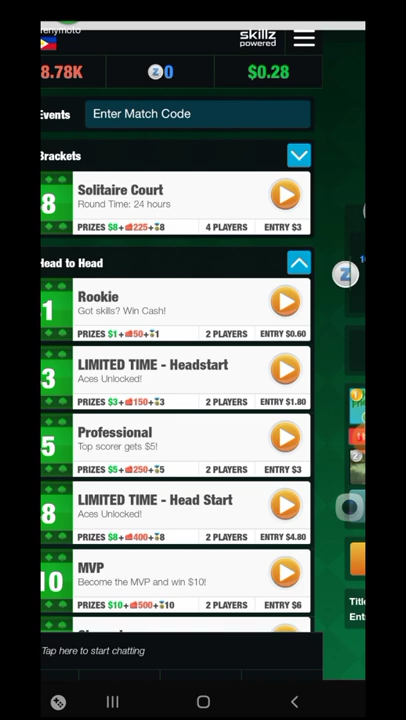 skillz
powered
8.78K
Z0
$0.28
Events
Enter Match Code
Brackets
8
Solitaire Court
Round Time: 24 hours
PRIZES $8+225+8
4 PLAYERS
ENTRY $3
Head to Head
1
Rookie
Got skills? Win Cash!
PRIZES $1+50+1
2 PLAYERS
ENTRY $0.60
3
LIMITED TIME - Headstart
Aces Unlocked!
PRIZES $3+150+3
2 PLAYERS
ENTRY $1.80
5
Professional
Top scorer gets $5!
PRIZES $5+250+5
2 PLAYERS
ENTRY $3
8
LIMITED TIME - Head Start
Aces Unlocked!
PRIZES $8+400+8
2 PLAYERS
ENTRY $4.80
10
MVP
Become the MVP and win $10!
PRIZES $10+500+10
2 PLAYERS
ENTRY $6
Tap here to start chatting
Z
Title
Ent